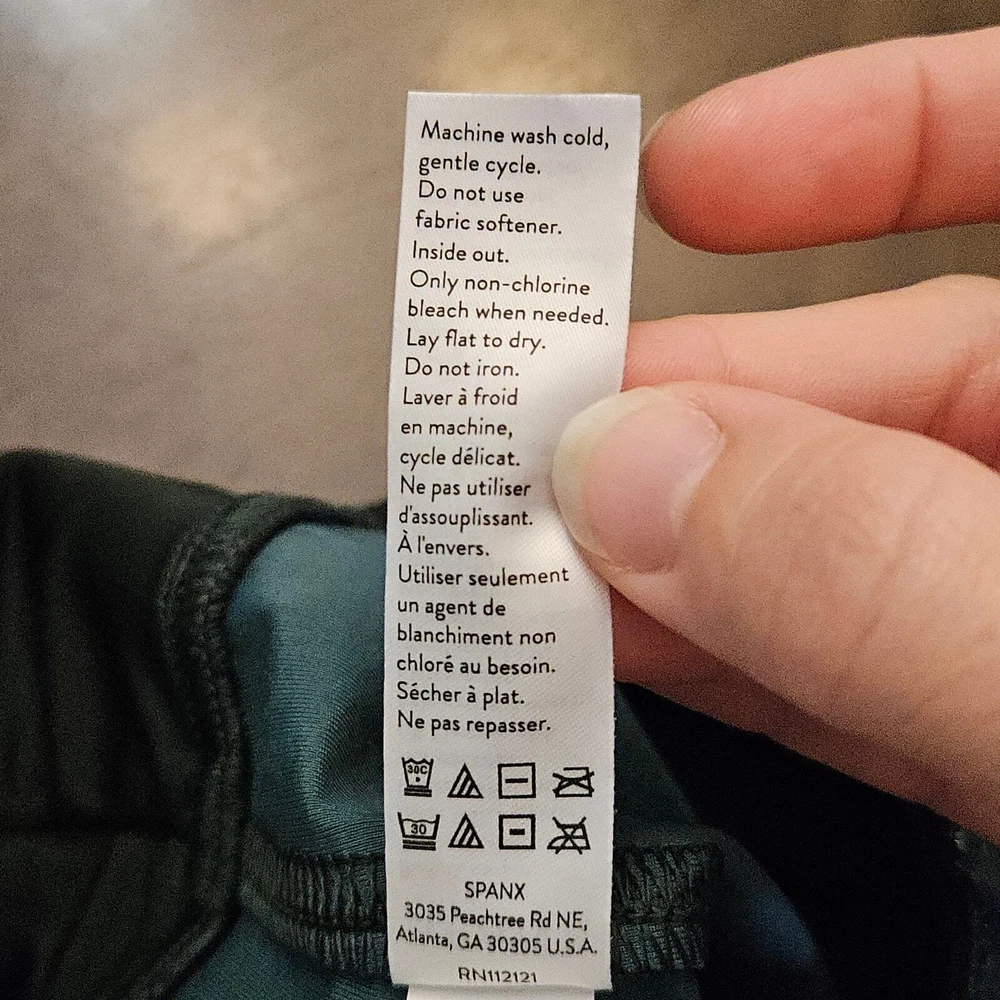 Machine wash cold,
gentle cycle.
Do not use
fabric softener.
Inside out.
Only non-chlorine
bleach when needed.
Lay flat to dry.
Do not iron.
Laver à froid
en machine,
cycle délicat.
Ne pas utiliser
d'assouplissant.
À l'envers.
Utiliser seulement
un agent de
blanchiment non
chloré au besoin.
Sécher à plat.
Ne pas repasser.
30C
30
SPANX
3035 Peachtree Rd NE,
Atlanta, GA 30305 U.S.A.
RN112121